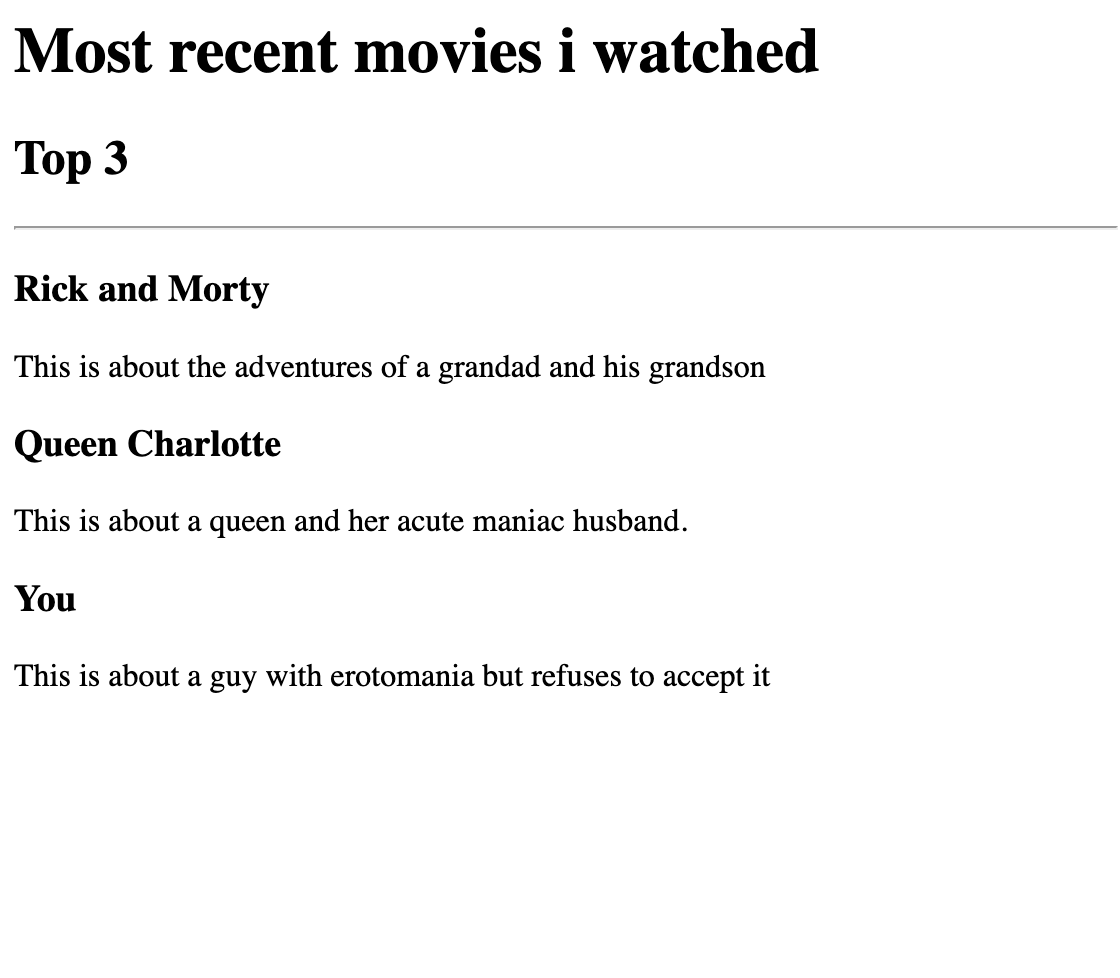 Most recent movies i watched
Top 3
Rick and Morty
This is about the adventures of a grandad and his grandson
Queen Charlotte
This is about a queen and her acute maniac husband.
You
This is about a guy with erotomania but refuses to accept it